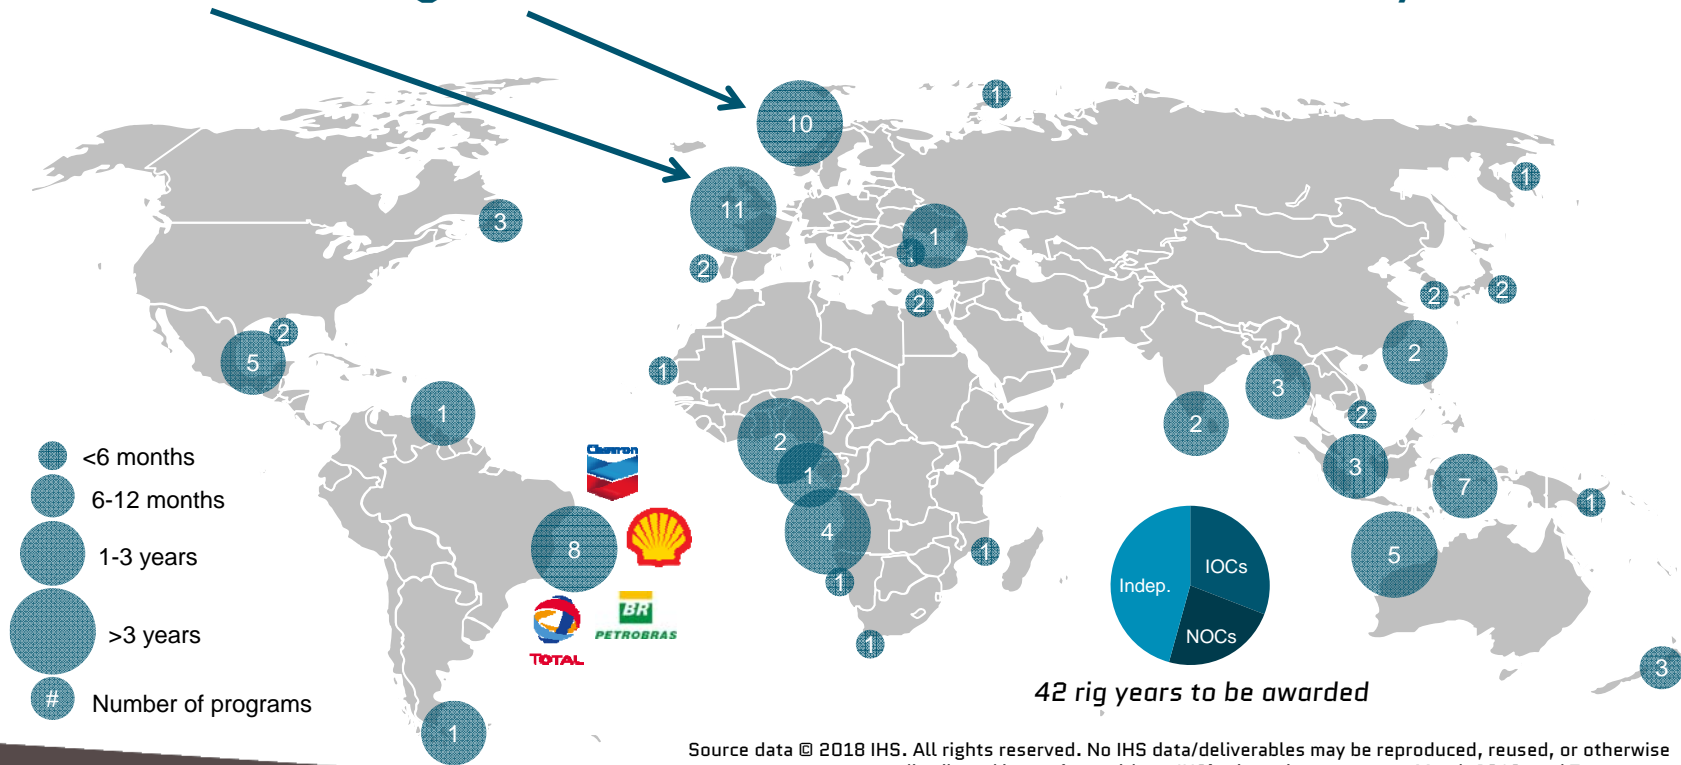 10
1
1
11
3
1
1
2
2
2
2
2
2
5
1
2
3
1
2
2
2
Chevron
<6 months
1
3
7
6-12 months
1
4
8
1-3 years
5
1
IOCs
Indep.
1
BR
PETROBRAS
>3 years
NOCs
1
TOTAL
3
42 rig years to be awarded
# Number of programs
1
Source data © 2018 IHS. All rights reserved. No IHS data/deliverables may be reproduced, reused, or otherwise